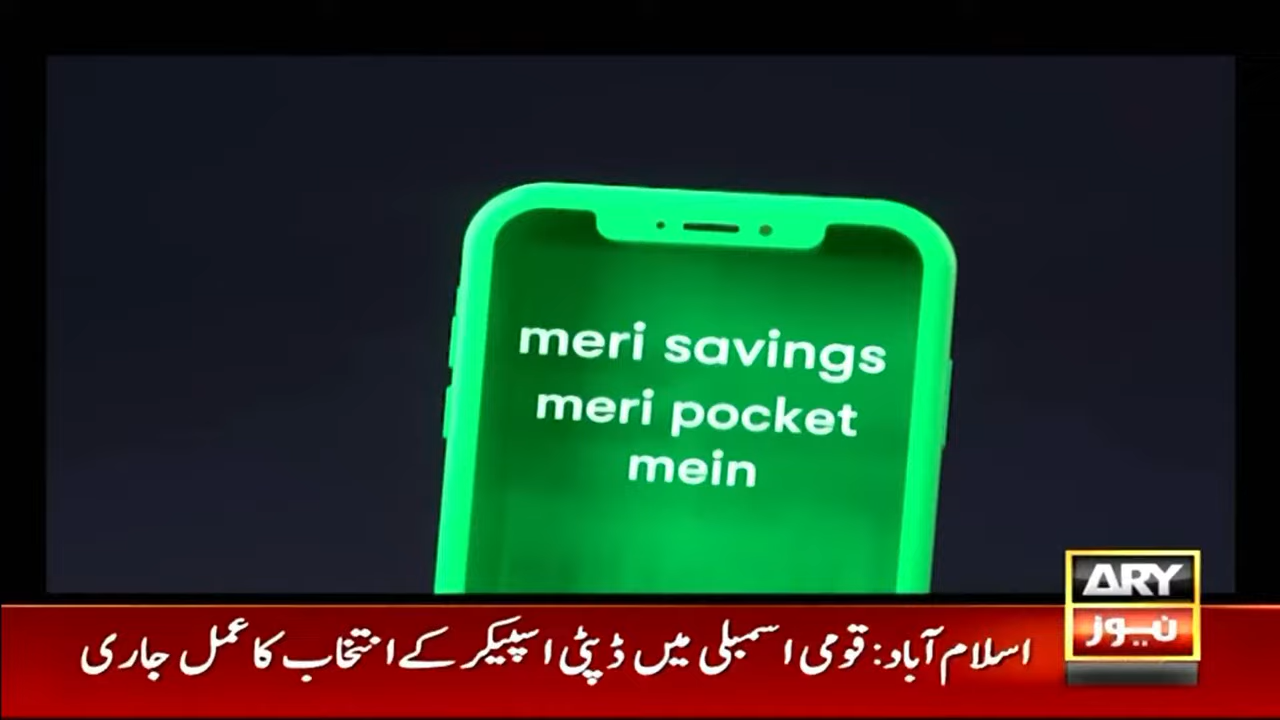 meri savings
meri pocket
mein
ARY
نیوز
اسلام آباد: قومی اسمبلی میں ڈپٹی اسپیکر کے انتخاب کا عمل جاری